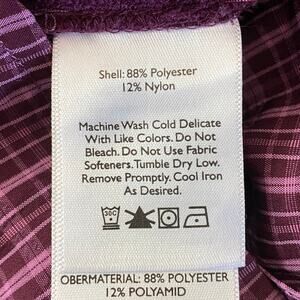 Shell: 88% Polyester
12% Nylon
Machine Wash Cold Delicate
With Like Colors. Do Not
Bleach. Do Not Use Fabric
Softeners. Tumble Dry Low.
Remove Promptly. Cool Iron
As Desired.
30C
OBERMATERIAL: 88% POLYESTER
12% POLYAMID